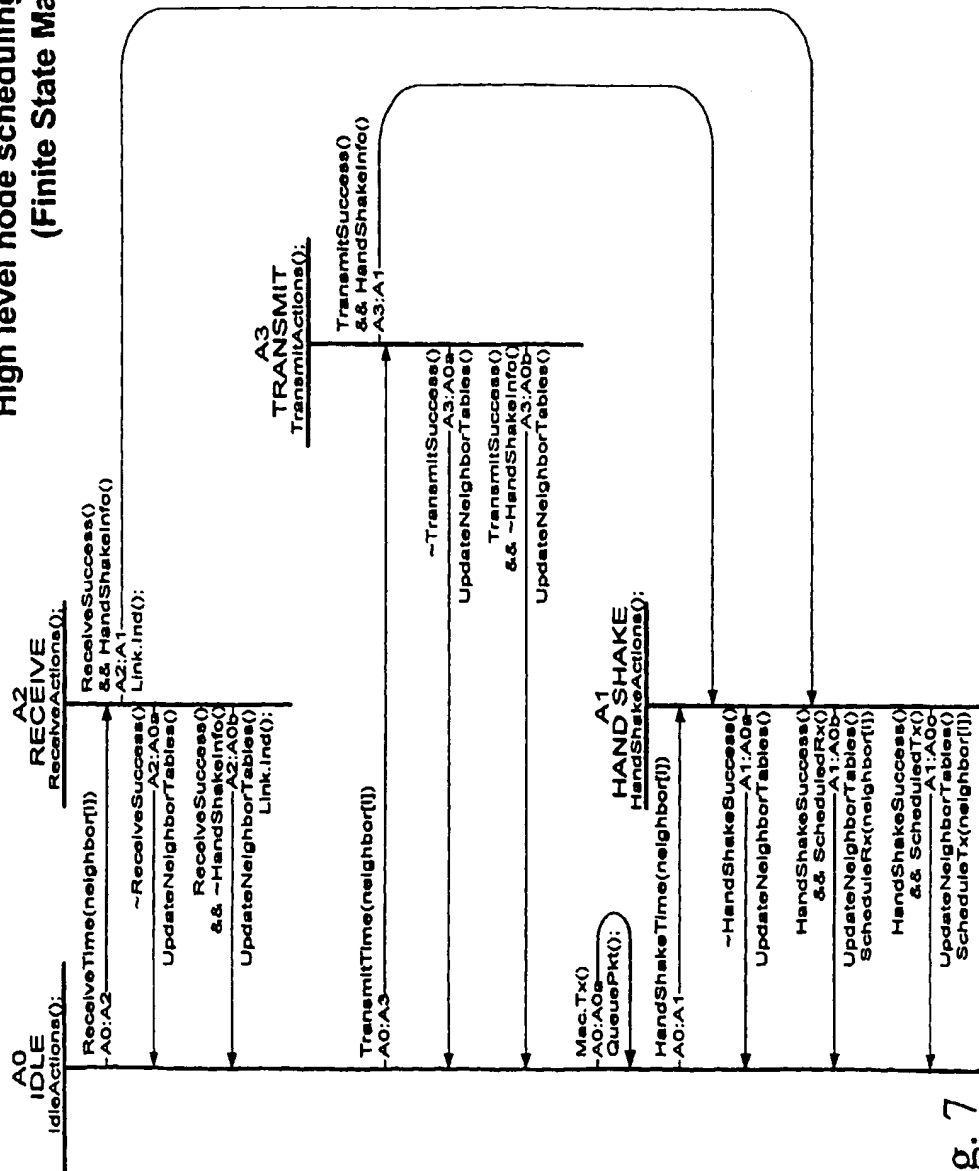 High level node scheduling
(Finite State Ma
A0
IDLE
IdleActions();
A2
RECEIVE
ReceiveActions();
ReceiveTime(neighbor[i])
A0:A2
ReceiveSuccess()
&& HandShakeInfo()
A2:A1
Link.Ind();
~ReceiveSuccess()
A2:A0a
UpdateNeighborTables()
ReceiveSuccess()
&& ~HandShakeInfo()
A2:A0b
UpdateNeighborTables()
Link.Ind();
A3
TRANSMIT
TransmitActions();
TransmitTime(neighbor[i])
A0:A3
TransmitSuccess()
&& HandShakeInfo()
A3:A1
~TransmitSuccess()
A3:A0a
UpdateNeighborTables()
TransmitSuccess()
&& ~HandShakeInfo()
A3:A0b
UpdateNeighborTables()
Mac.Tx()
A0:A0a
QueuePkt();
A1
HAND SHAKE
HandShakeActions();
HandShakeTime(neighbor[i])
A0:A1
~HandShakeSuccess()
A1:A0a
UpdateNeighborTables()
HandShakeSuccess()
&& ScheduledRx()
A1:A0b
UpdateNeighborTables()
ScheduleRx(neighbor[i])
HandShakeSuccess()
&& ScheduledTx()
A1:A0c
UpdateNeighborTables()
ScheduleTx(neighbor[i])
g. 7